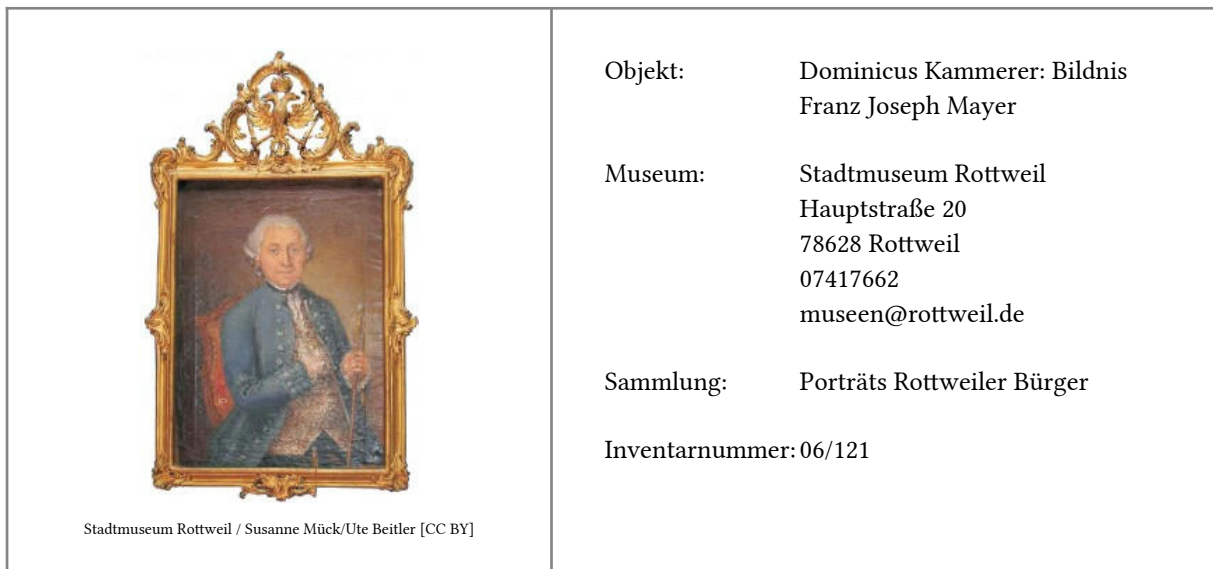 Stadtmuseum Rottweil / Susanne Mück/Ute Beitler [CC BY]
Objekt: Dominicus Kammerer: Bildnis
Franz Joseph Mayer
Museum: Stadtmuseum Rottweil
Hauptstraße 20
78628 Rottweil
07417662
museen@rottweil.de
Sammlung: Porträts Rottweiler Bürger
Inventarnummer: 06/121